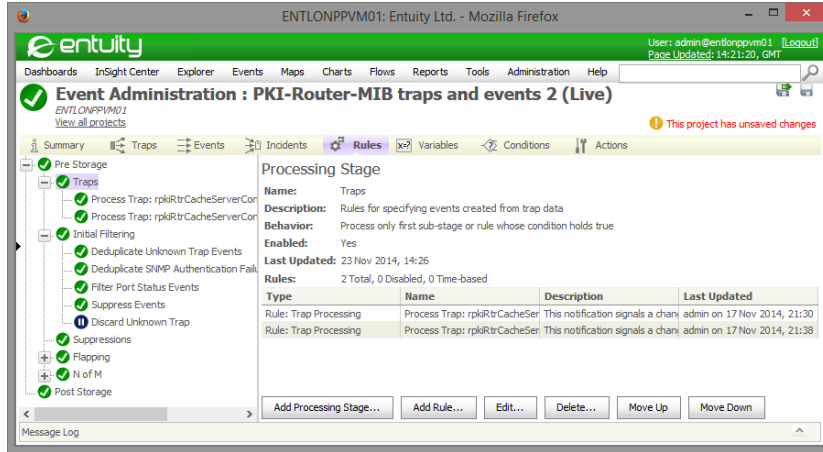 ENTLONPPVM01: Entuity Ltd. - Mozilla Firefox
entuity
User: admin@entlonppvm01 [Logout]
Page Updated: 14:21:20, GMT
Dashboards InSight Center Explorer Events Maps Charts Flows Reports Tools Administration Help
Event Administration : PKI-Router-MIB traps and events 2 (Live)
ENTLONPPVM01
View all projects
This project has unsaved changes
Summary Traps Events Incidents Rules Variables Conditions Actions
Pre Storage
Traps
Process Trap: rpkiRtrCacheServerCon
Process Trap: rpkiRtrCacheServerCon
Initial Filtering
Deduplicate Unknown Trap Events
Deduplicate SNMP Authentication Failu
Filter Port Status Events
Suppress Events
Discard Unknown Trap
Suppressions
Flapping
N of M
Post Storage
Processing Stage
Name: Traps
Description: Rules for specifying events created from trap data
Behavior: Process only first sub-stage or rule whose condition holds true
Enabled: Yes
Last Updated: 23 Nov 2014, 14:26
Rules: 2 Total, 0 Disabled, 0 Time-based
Type Name Description Last Updated
Rule: Trap Processing Process Trap: rpkiRtrCacheSer This notification signals a chan admin on 17 Nov 2014, 21:30
Rule: Trap Processing Process Trap: rpkiRtrCacheSer This notification signals a chan admin on 17 Nov 2014, 21:38
Add Processing Stage... Add Rule... Edit... Delete... Move Up Move Down
Message Log